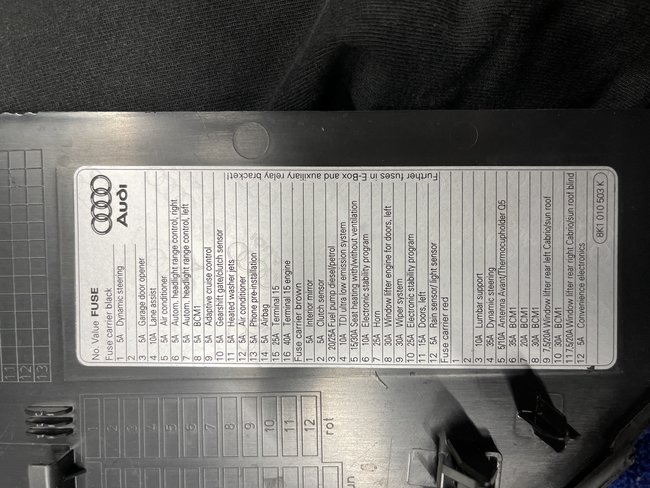 Audi
No. Value FUSE
Fuse carrier black
1 5A Dynamic steering
2
3 5A Garage door opener
4 10A Lane assist
5 5A Air conditioner
6 5A Autom. headlight range control, right
7 5A Autom. headlight range control, left
8 5A BCM1
9 5A Adaptive cruise control
10 5A Gearshift gate/clutch sensor
11 5A Heated washer jets
12 5A Air conditioner
13 5A Phone pre-installation
14 5A Airbag
15 25A Terminal 15
16 40A Terminal 15 engine
Fuse carrier brown
1 5A Interior mirror
2 5A Clutch sensor
3 20/25A Fuel pump diesel/petrol
4 10A TDI ultra low emission system
5 15/30A Seat heating with/without ventilation
6 10A Electronic stability program
7 25A Horn
8 30A Window lifter engine for doors, left
9 30A Wiper system
10 25A Electronic stability program
11 15A Doors, left
12 5A Rain sensor/ light sensor
Fuse carrier red
1
2
3 10A Lumbar support
4 35A Dynamic steering
5 5/10A Antenna avant/Thermocupholder Q5
6 35A BCM1
7 20A BCM1
8 30A BCM1
9 7,5/20A Window lifter rear left Cabrio/sun roof
10 30A BCM1
11 7,5/20A Window lifter rear right Cabrio/sun roof blind
12 5A Convenience electronics
Further fuses in E-Box and auxiliary relay bracket!
8K1 010 503 K
11
12
13
1
2
3
4
5
6
7
8
9
10
11
12
rot